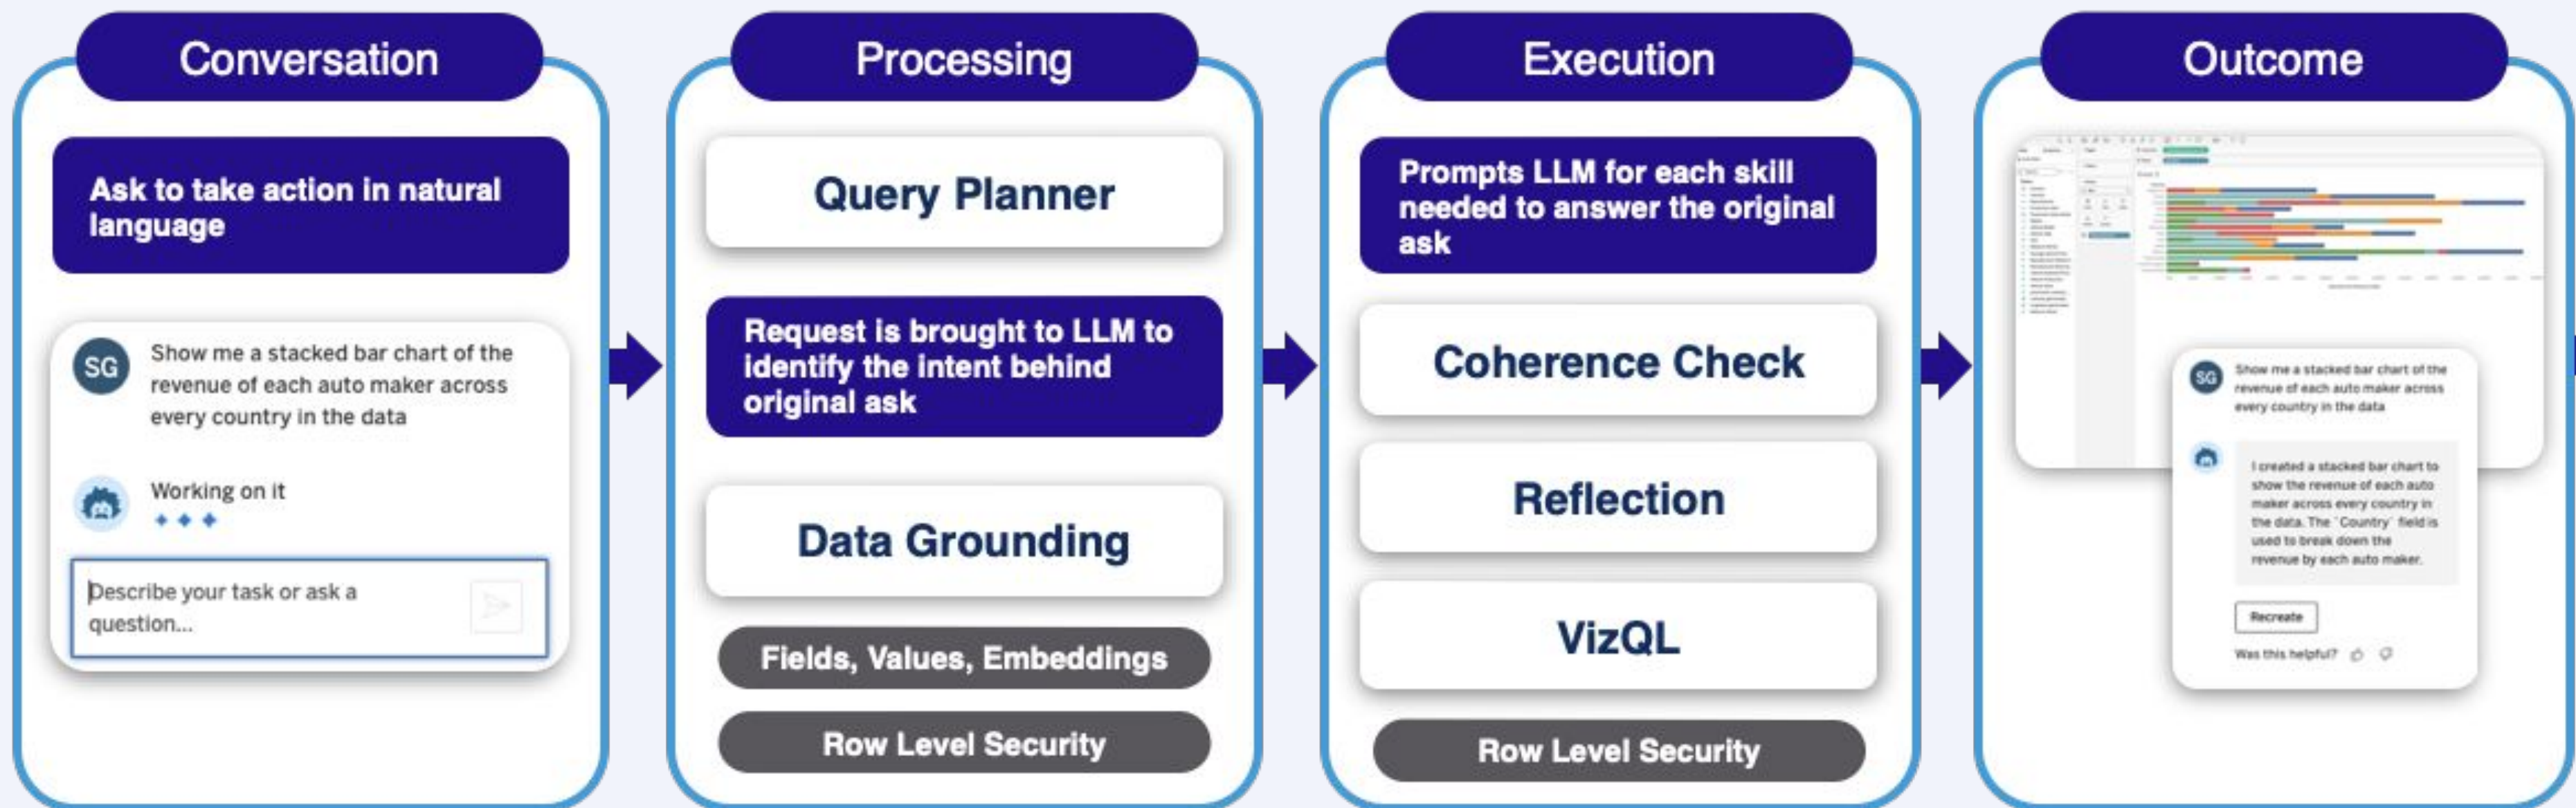 Conversation
Ask to take action in natural
language
SG
Show me a stacked bar chart of the
revenue of each auto maker across
every country in the data
Working on it
Describe your task or ask a
question...
Processing
Query Planner
Request is brought to LLM to
identify the intent behind
original ask
Data Grounding
Fields, Values, Embeddings
Row Level Security
Execution
Prompts LLM for each skill
needed to answer the original
ask
Coherence Check
Reflection
VizQL
Row Level Security
Outcome
SG
Show me a stacked bar chart of the
revenue of each auto maker across
every country in the data
I created a stacked bar chart to
show the revenue of each auto
maker across every country in
the data. The `Country` field is
used to break down the
revenue by each auto maker.
Recreate
Was this helpful?